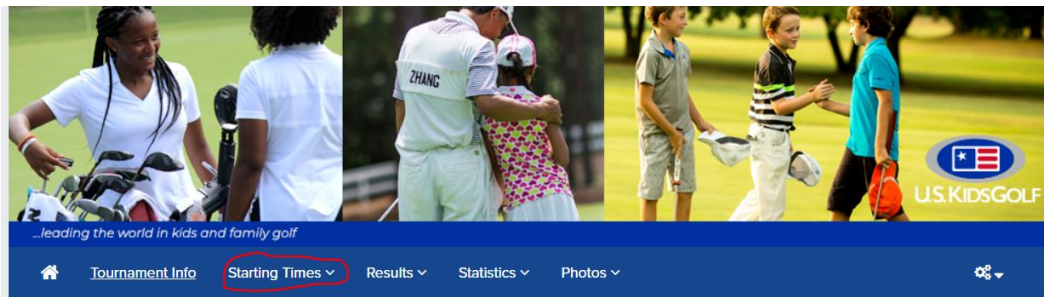 ZHANG
U.S. KIDSGOLF
...leading the world in kids and family golf
Tournament Info Starting Times Results Statistics Photos